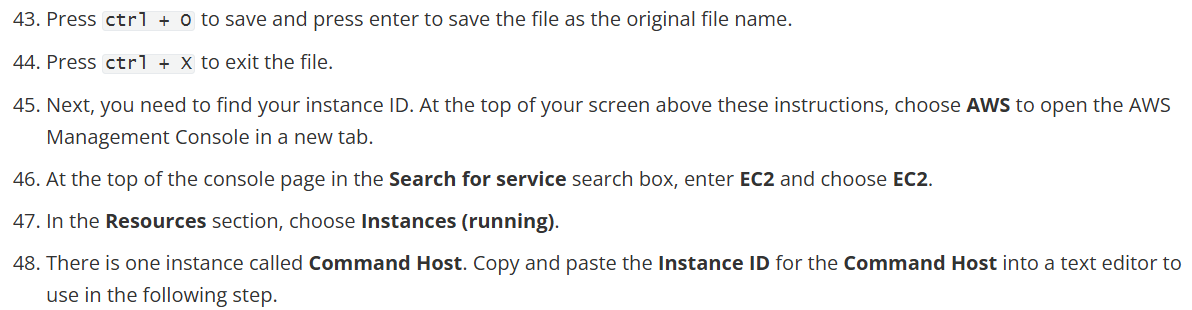 43. Press ctrl + O to save and press enter to save the file as the original file name.
44. Press ctrl + X to exit the file.
45. Next, you need to find your instance ID. At the top of your screen above these instructions, choose AWS to open the AWS
Management Console in a new tab.
46. At the top of the console page in the Search for service search box, enter EC2 and choose EC2.
47. In the Resources section, choose Instances (running).
48. There is one instance called Command Host. Copy and paste the Instance ID for the Command Host into a text editor to
use in the following step.